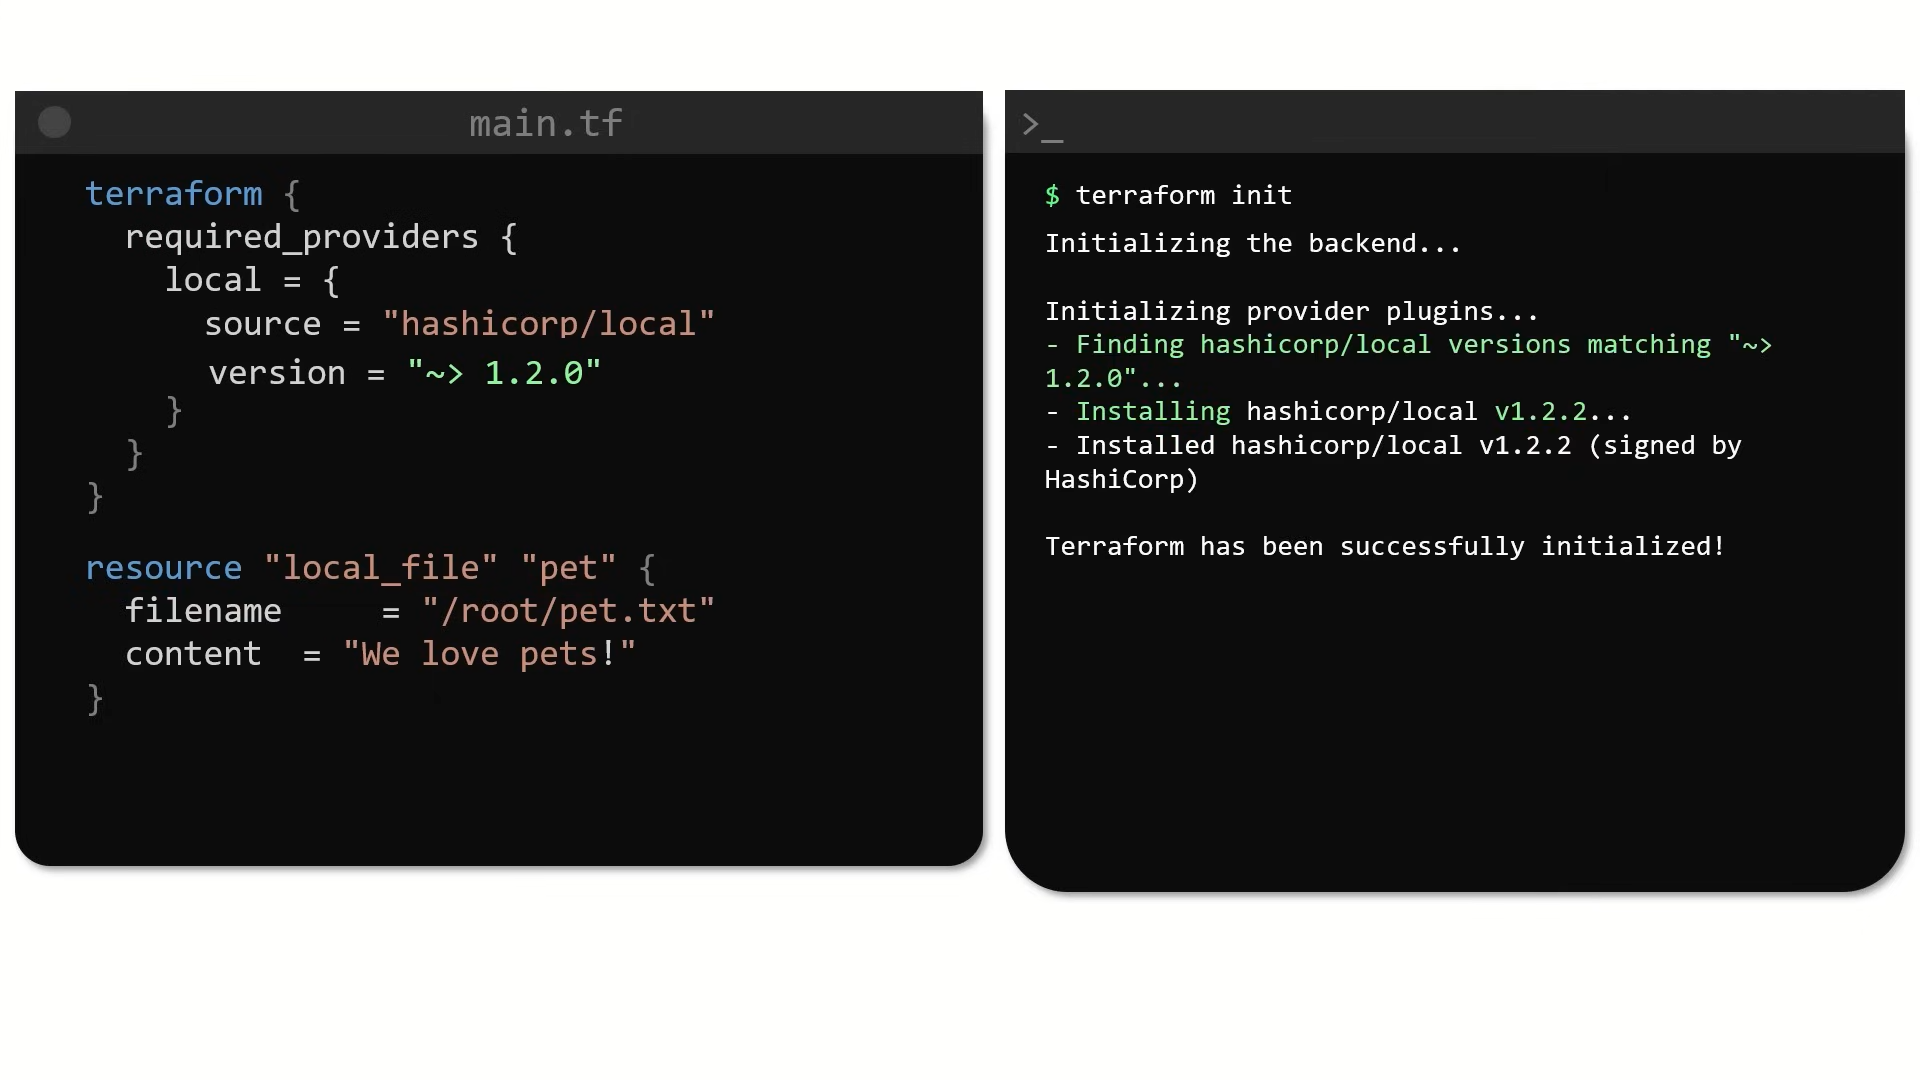 main.tf
terraform {
  required_providers {
    local = {
      source = "hashicorp/local"
      version = "~> 1.2.0"
    }
  }
}
resource "local_file" "pet" {
  filename     = "/root/pet.txt"
  content  = "We love pets!"
}
>_
$ terraform init
Initializing the backend...
Initializing provider plugins...
- Finding hashicorp/local versions matching "~>
1.2.0"...
- Installing hashicorp/local v1.2.2...
- Installed hashicorp/local v1.2.2 (signed by
HashiCorp)
Terraform has been successfully initialized!